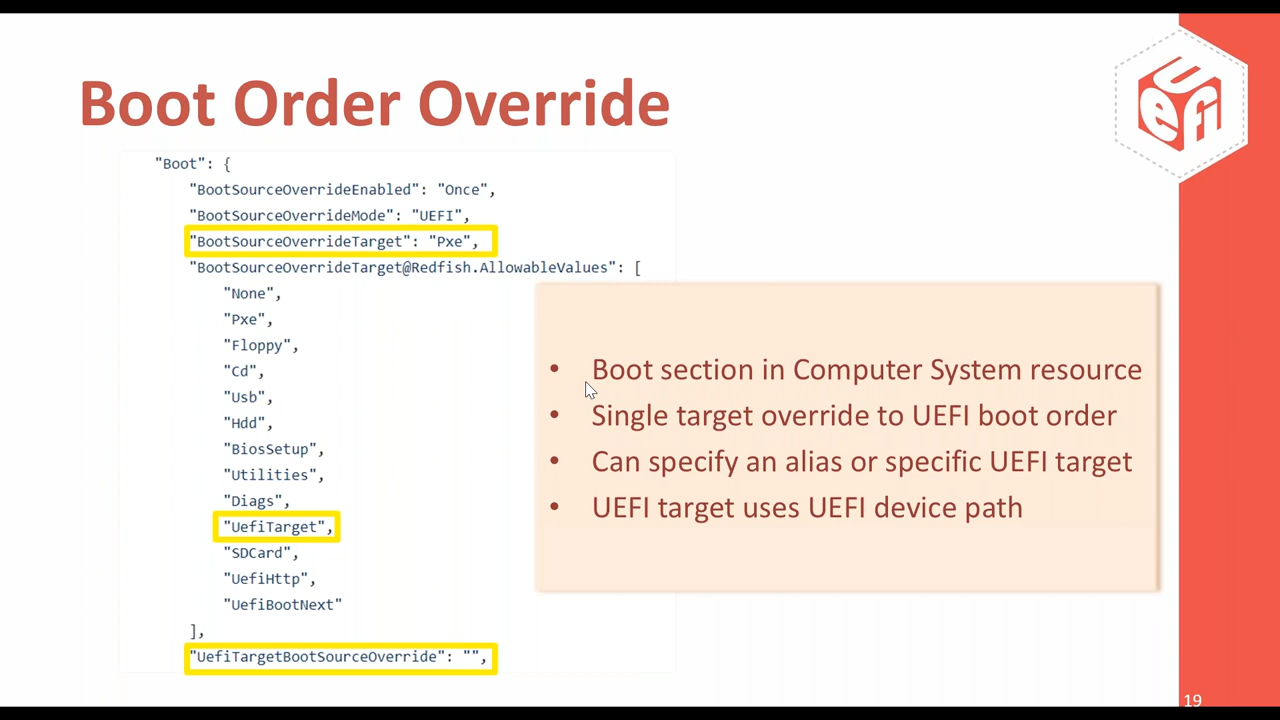 Boot Order Override
uefi
"Boot": {
"BootSourceOverrideEnabled": "Once",
"BootSourceOverrideMode": "UEFI",
"BootSourceOverrideTarget": "Pxe",
"BootSourceOverrideTarget@Redfish.AllowableValues": [
"None",
"Pxe",
"Floppy",
"Cd",
"Usb",
"Hdd",
"BiosSetup",
"Utilities",
"Diags",
"UefiTarget",
"SDCard",
"UefiHttp",
"UefiBootNext"
],
"UefiTargetBootSourceOverride": "",
• Boot section in Computer System resource
• Single target override to UEFI boot order
• Can specify an alias or specific UEFI target
• UEFI target uses UEFI device path
19